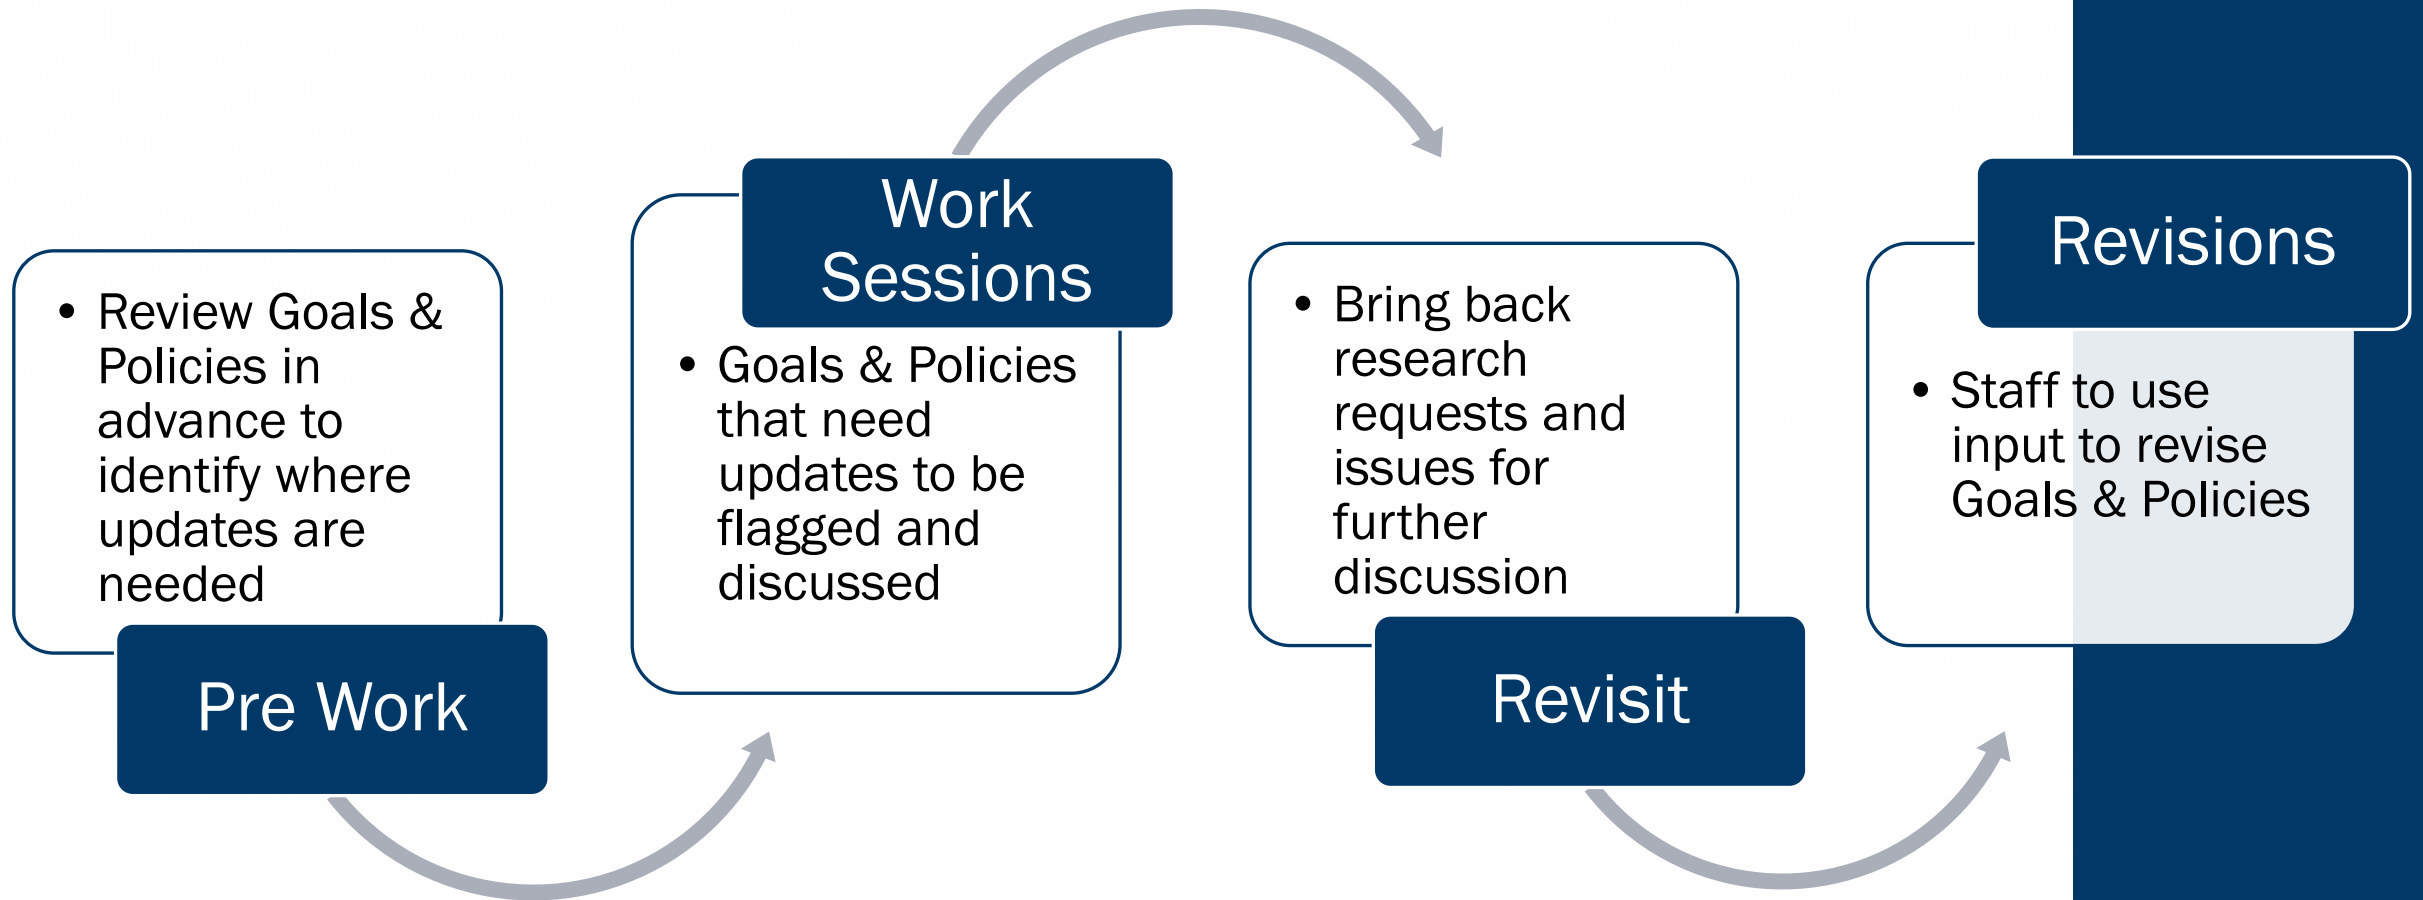 • Review Goals &
Policies in
advance to
identify where
updates are
needed
Pre Work
Work
Sessions
• Goals & Policies
that need
updates to be
flagged and
discussed
• Bring back
research
requests and
issues for
further
discussion
Revisit
Revisions
• Staff to use
input to revise
Goals & Policies